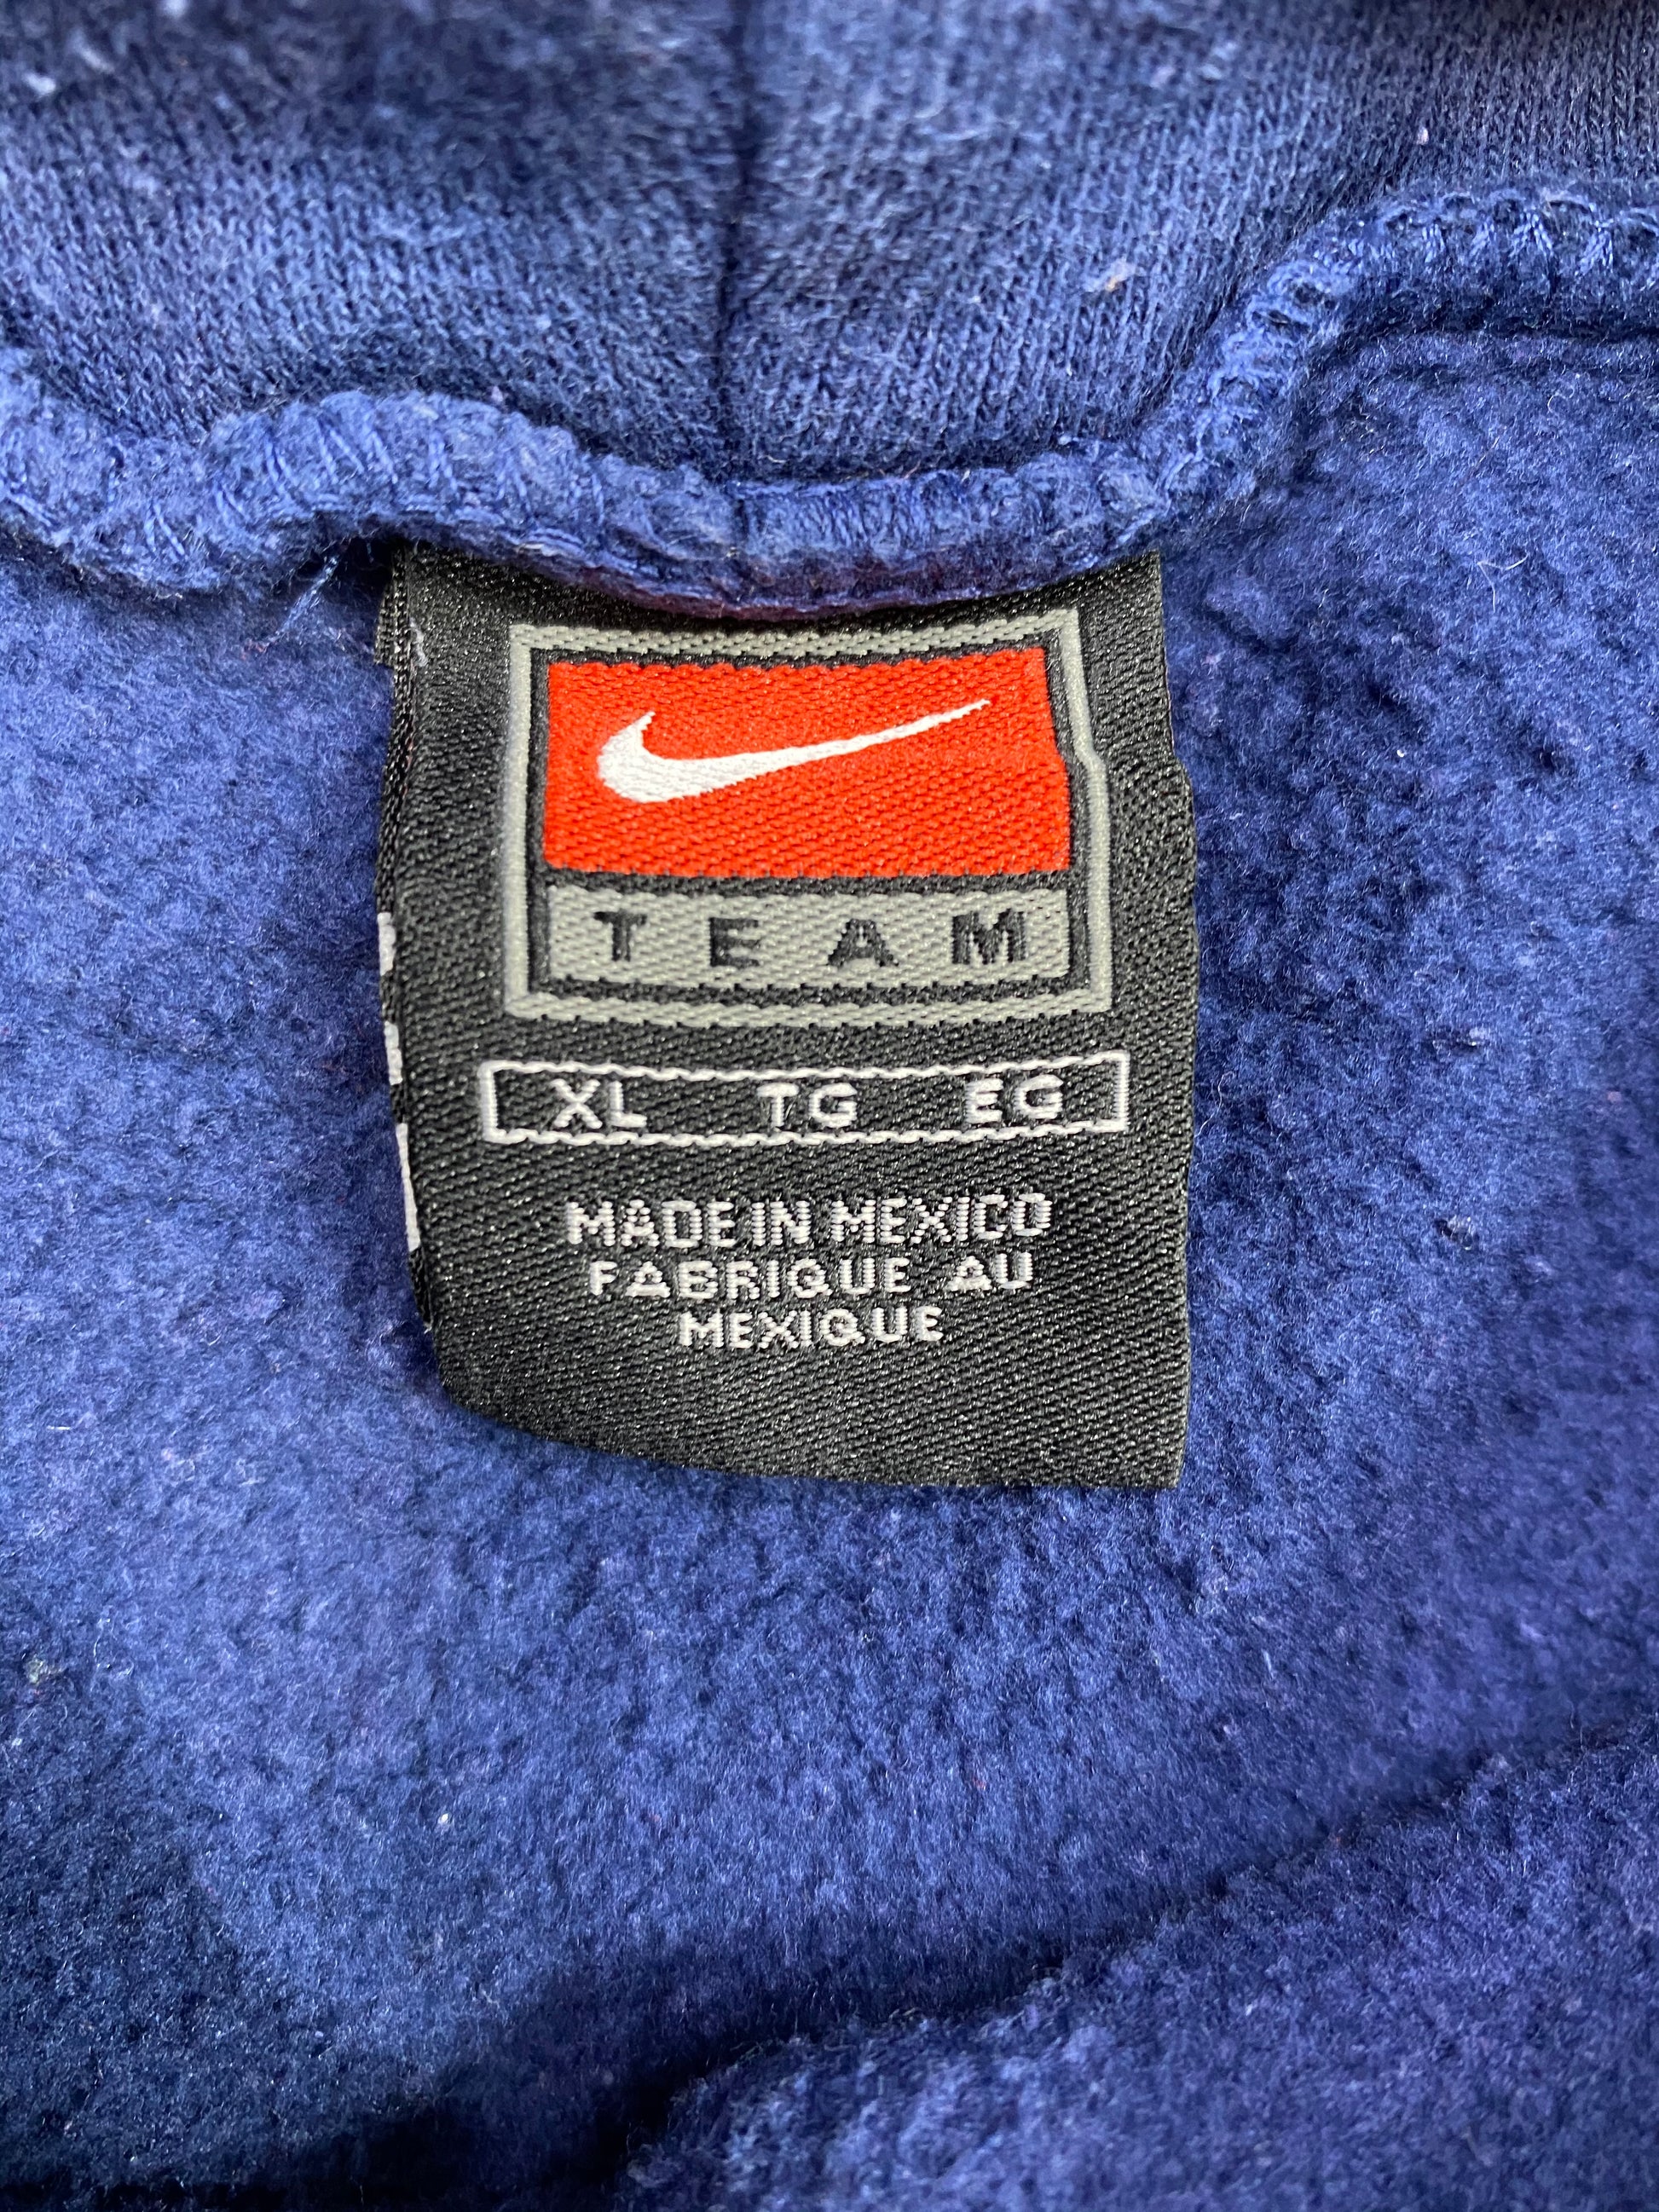 TEAM
XL TG EG
MADE IN MEXICO
FABRIQUE AU
MEXIQUE